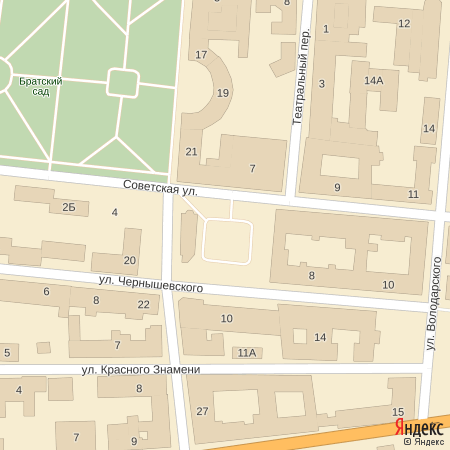 8
1
12
17
Театральный пер.
Братский
сад
19
3
14А
14
21
7
9
11
Советская ул.
2Б
4
20
8
10
ул. Володарского
ул. Чернышевского
6
8
22
10
14
5
7
11А
ул. Красного Знамени
4
8
27
15
7
9
Яндекс
© Яндекс